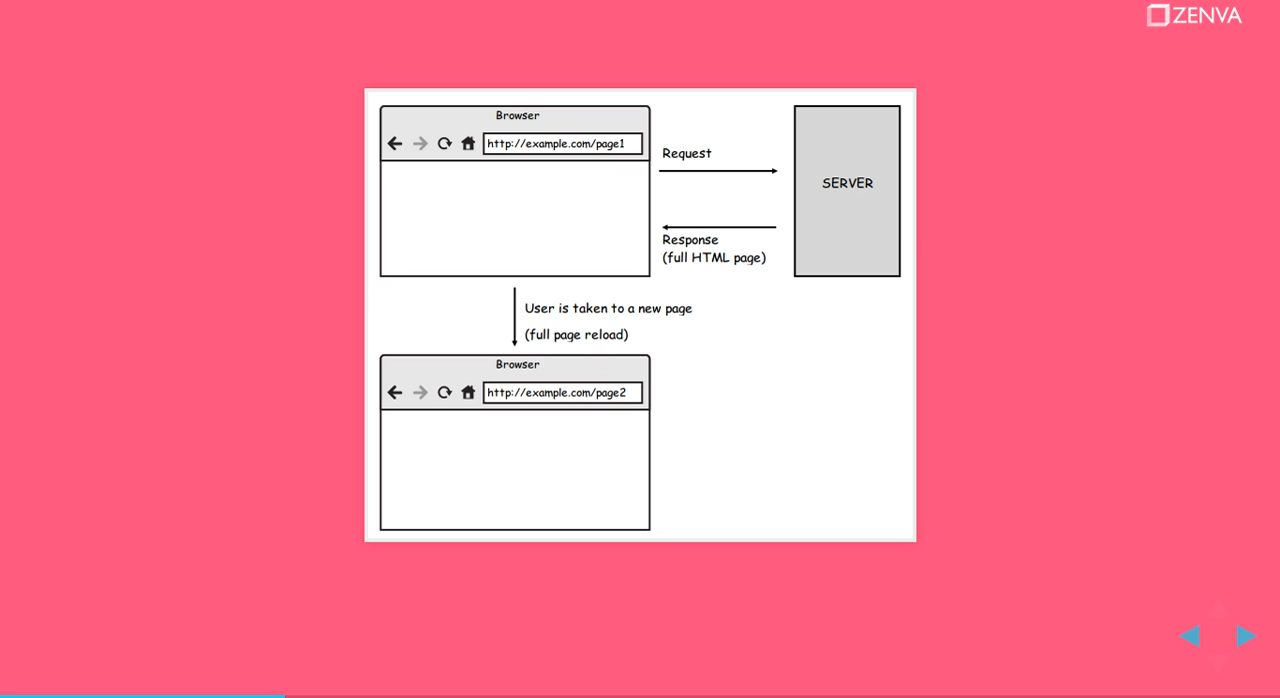 ZENVA
Browser
http://example.com/page1
Request
SERVER
Response
(full HTML page)
User is taken to a new page
(full page reload)
Browser
http://example.com/page2